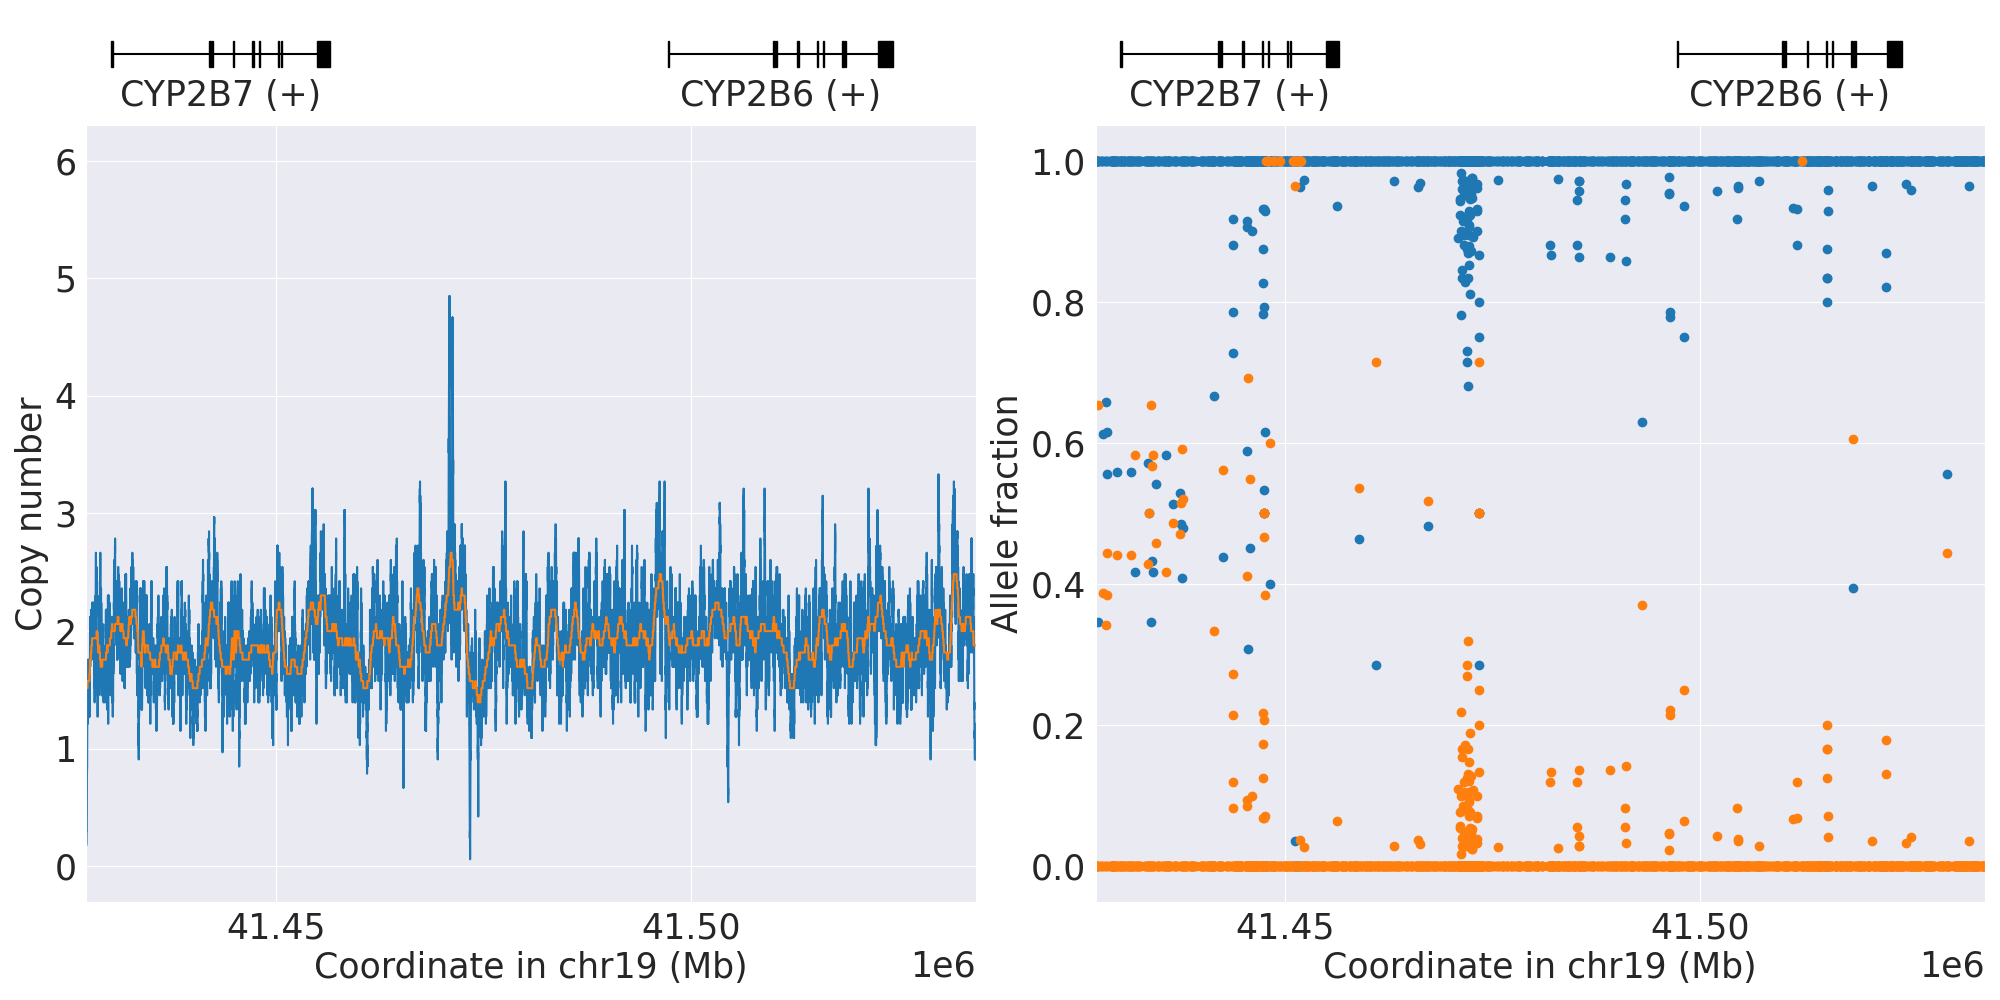 CYP2B7 (+)
CYP2B6 (+)
CYP2B7 (+)
CYP2B6 (+)
6
5
4
3
2
1
0
Copy number
41.45
41.50
Coordinate in chr19 (Mb)
1e6
1.0
0.8
0.6
0.4
0.2
0.0
Allele fraction
41.45
41.50
Coordinate in chr19 (Mb)
1e6